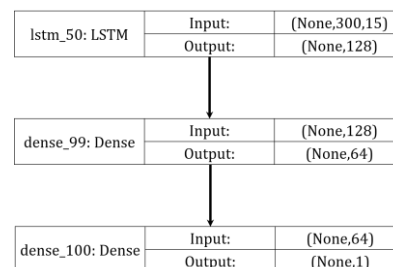 lstm_50: LSTM
Input: (None,300,15)
Output: (None,128)
dense_99: Dense
Input: (None,128)
Output: (None,64)
dense_100: Dense
Input: (None,64)
Output: (None,1)